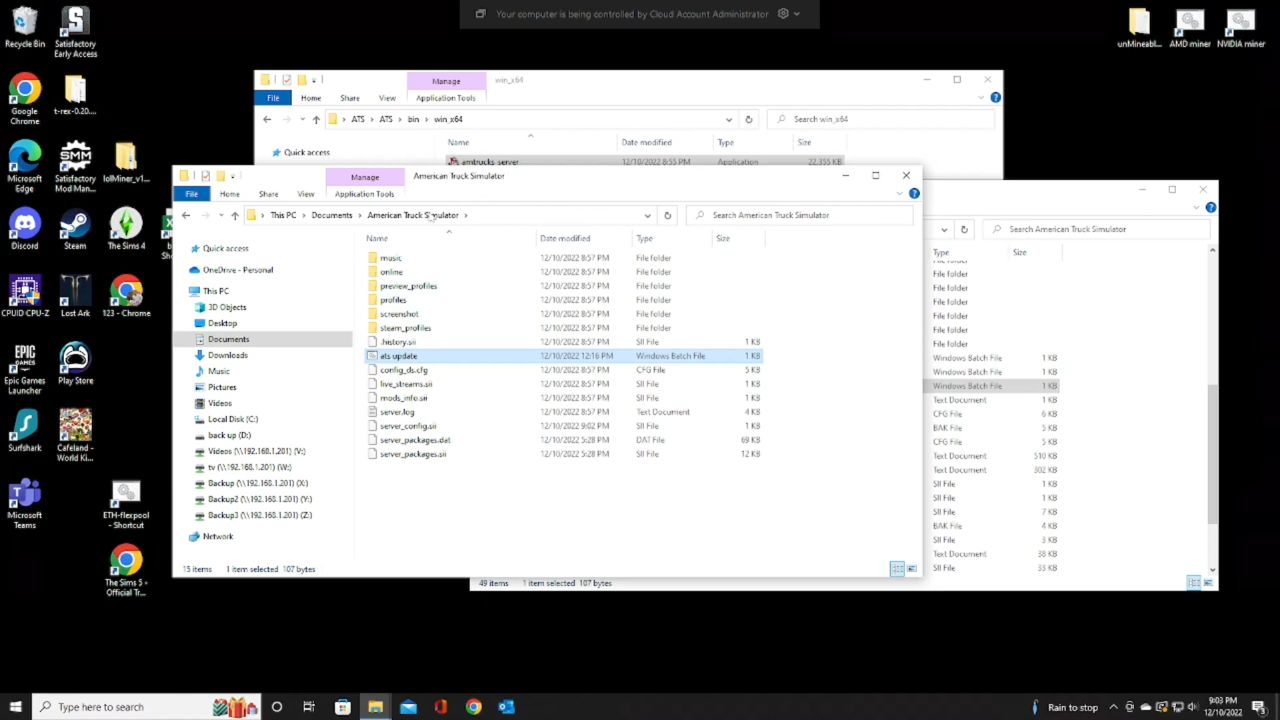 Your computer is being controlled by Cloud Account Administrator
Recycle Bin
Satisfactory Early Access
Google Chrome
t-rex-0.20....
Microsoft Edge
Satisfactory Mod Man...
lolMiner_v1...
Discord
Steam
The Sims 4
CPUID CPU-Z
Lost Ark
123 - Chrome
Epic Games Launcher
Play Store
Surfshark
Cafeland - World Ki...
Microsoft Teams
ETH-flexpool - Shortcut
The Sims 5 - Official Tr...
unMineabl...
AMD miner
NVIDIA miner
Manage
win_x64
File
Home
Share
View
Application Tools
ATS > ATS > bin > win_x64
Search win_x64
Quick access
Name
Date modified
Type
Size
amtrucks_server
12/10/2022 8:55 PM
Application
22,355 KB
Manage
American Truck Simulator
File
Home
Share
View
Application Tools
This PC > Documents > American Truck Simulator >
Search American Truck Simulator
Name Date modified Type Size
Quick access
OneDrive - Personal
This PC
3D Objects
Desktop
Documents
Downloads
Music
Pictures
Videos
Local Disk (C:)
back up (D:)
Videos (\\192.168.1.201) (V:)
tv (\\192.168.1.201) (W:)
Backup (\\192.168.1.201) (X:)
Backup2 (\\192.168.1.201) (Y:)
Backup3 (\\192.168.1.201) (Z:)
Network
music 12/10/2022 8:57 PM File folder
online 12/10/2022 8:57 PM File folder
preview_profiles 12/10/2022 8:57 PM File folder
profiles 12/10/2022 8:57 PM File folder
screenshot 12/10/2022 8:57 PM File folder
steam_profiles 12/10/2022 8:57 PM File folder
.history.sii 12/10/2022 8:57 PM SII File 1 KB
ats update 12/10/2022 12:16 PM Windows Batch File 1 KB
config_ds.cfg 12/10/2022 8:57 PM CFG File 5 KB
live_streams.sii 12/10/2022 8:57 PM SII File 1 KB
mods_info.sii 12/10/2022 8:57 PM SII File 1 KB
server.log 12/10/2022 8:57 PM Text Document 4 KB
server_config.sii 12/10/2022 9:02 PM SII File 1 KB
server_packages.dat 12/10/2022 5:28 PM DAT File 69 KB
server_packages.sii 12/10/2022 5:28 PM SII File 12 KB
15 items 1 item selected 107 bytes
Search American Truck Simulator
Type Size
File folder
File folder
File folder
File folder
File folder
File folder
Windows Batch File 1 KB
Windows Batch File 1 KB
Windows Batch File 1 KB
Text Document 1 KB
CFG File 6 KB
BAK File 5 KB
CFG File 5 KB
Text Document 510 KB
Text Document 302 KB
SII File 1 KB
SII File 1 KB
SII File 7 KB
BAK File 4 KB
SII File 3 KB
Text Document 38 KB
SII File 33 KB
49 items 1 item selected 107 bytes
Type here to search
Rain to stop
9:03 PM
12/10/2022